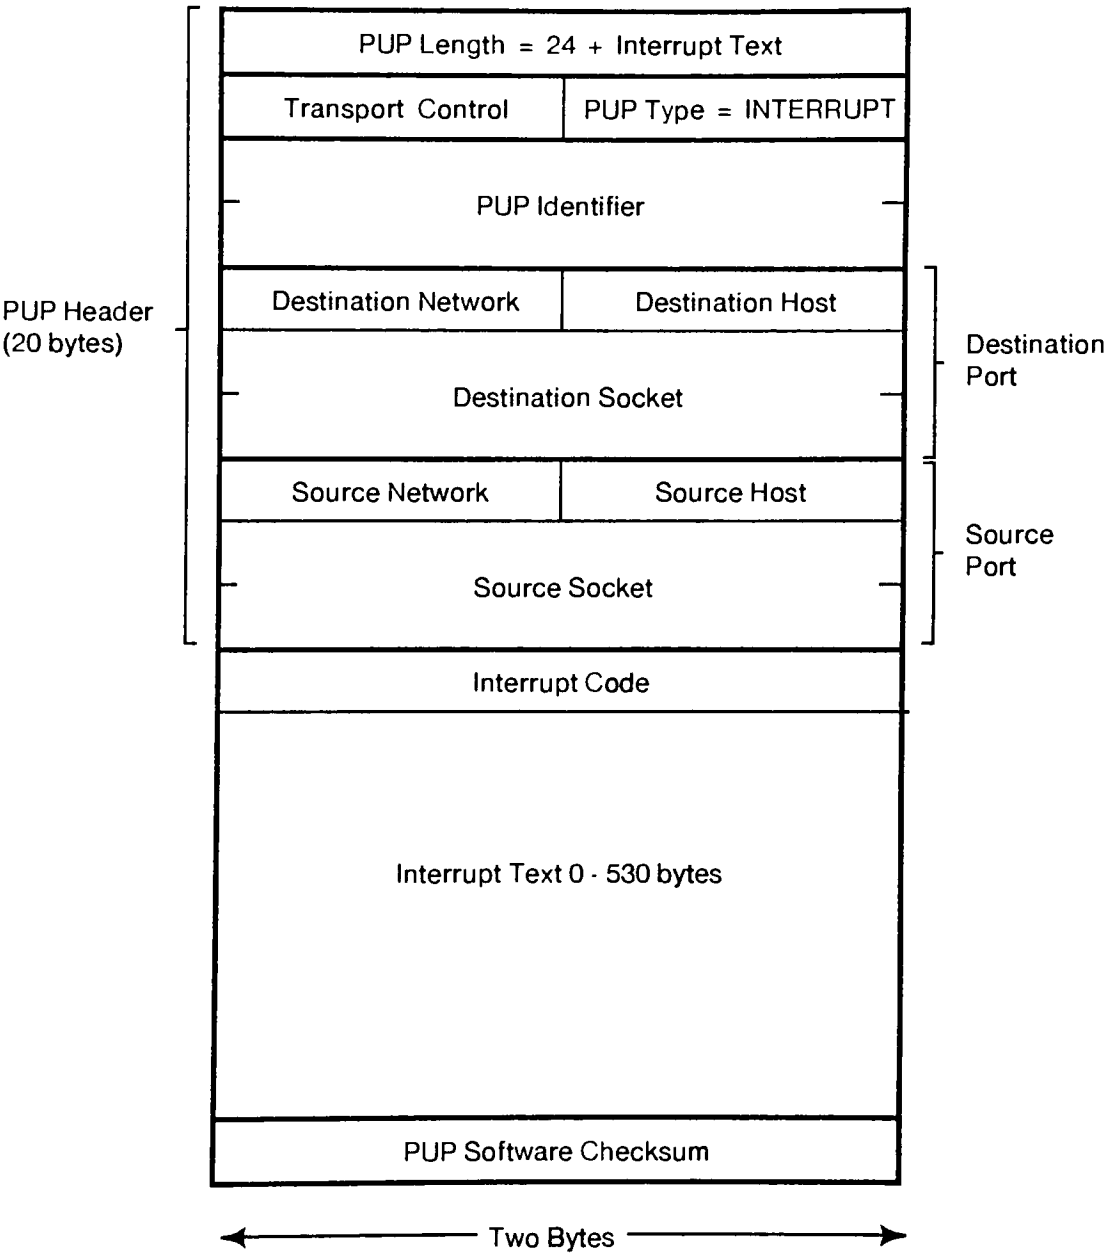 PUP Length = 24 + Interrupt Text
Transport Control
PUP Type = INTERRUPT
PUP Identifier
PUP Header
(20 bytes)
Destination Network
Destination Host
Destination Socket
Destination
Port
Source Network
Source Host
Source Socket
Source
Port
Interrupt Code
Interrupt Text 0 - 530 bytes
PUP Software Checksum
Two Bytes